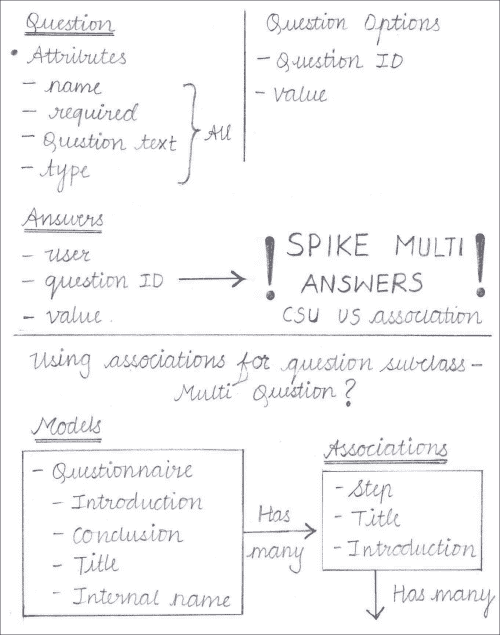 Question
• Attributes
- name
- required
- Question text
- type
All
Question Options
- Question ID
- value
Answers
- user
- question ID
- value
! SPIKE MULTI !
ANSWERS
CSU US association
Using associations for question subclass -
Multi Question?
Models
- Questionnaire
- Introduction
- Conclusion
- Title
- Internal name
Has
many
Associations
- Step
- Title
- Introduction
Has many